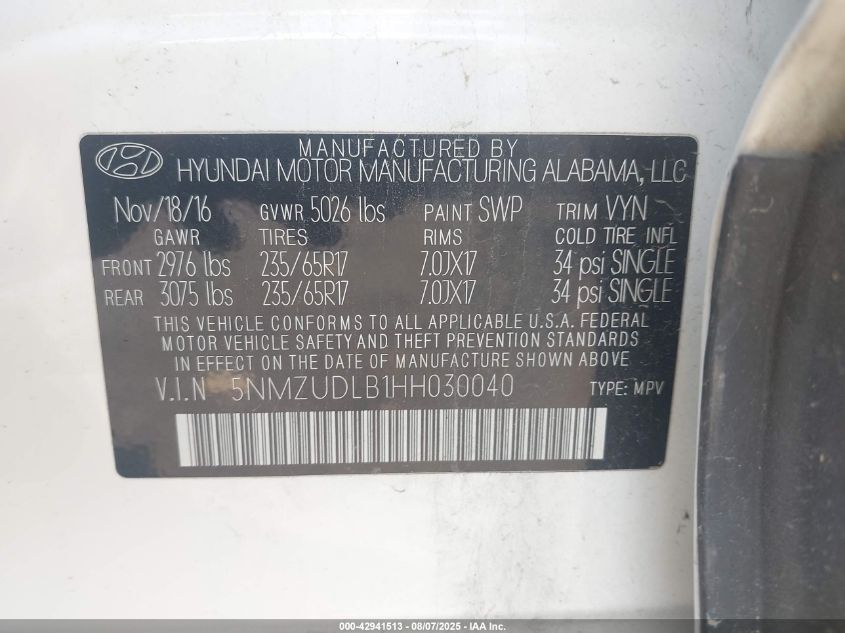 MANUFACTURED BY
HYUNDAI MOTOR MANUFACTURING ALABAMA, LLC
Nov/18/16 GVWR 5026 lbs PAINT SWP TRIM VYN
GAWR TIRES RIMS COLD TIRE INFL
FRONT 2976 lbs 235/65R17 7.0JX17 34 psi SINGLE
REAR 3075 lbs 235/65R17 7.0JX17 34 psi SINGLE
THIS VEHICLE CONFORMS TO ALL APPLICABLE U.S.A. FEDERAL
MOTOR VEHICLE SAFETY AND THEFT PREVENTION STANDARDS
IN EFFECT ON THE DATE OF MANUFACTURE SHOWN ABOVE.
V.I.N 5NMZUDLB1HH030040 TYPE: MPV
000-42941513 - 08/07/2025 - IAA Inc.